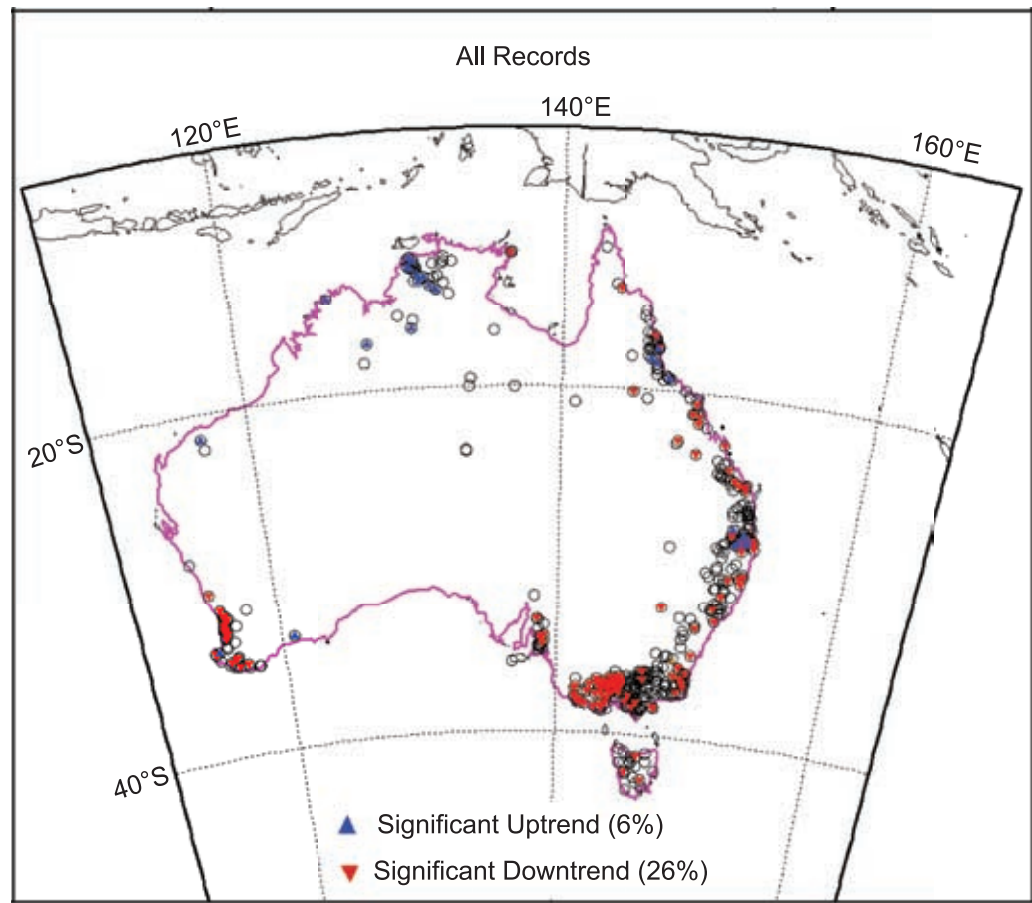 All Records
120°E
140°E
160°E
20°S
40°S
Significant Uptrend (6%)
Significant Downtrend (26%)